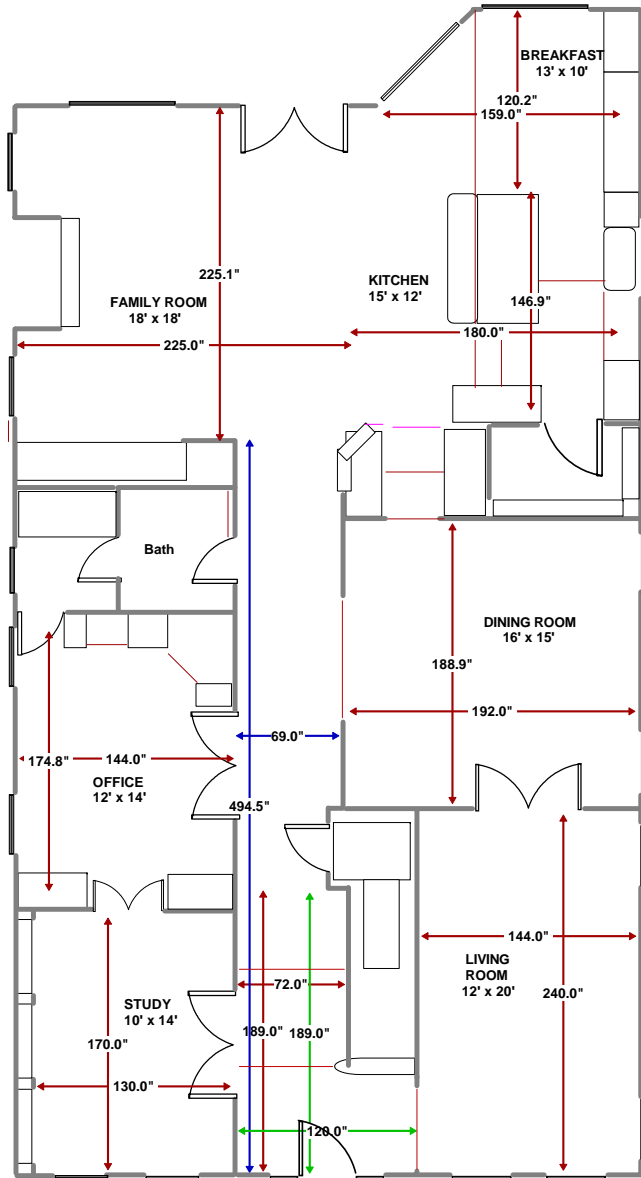 BREAKFAST
13' x 10'
120.2"
159.0"
225.1"
KITCHEN
15' x 12'
146.9"
FAMILY ROOM
18' x 18'
180.0"
225.0"
Bath
DINING ROOM
16' x 15'
188.9"
192.0"
69.0"
174.8"
144.0"
OFFICE
12' x 14'
494.5"
144.0"
LIVING
ROOM
12' x 20'
240.0"
72.0"
STUDY
10' x 14'
189.0"
189.0"
170.0"
130.0"
120.0"